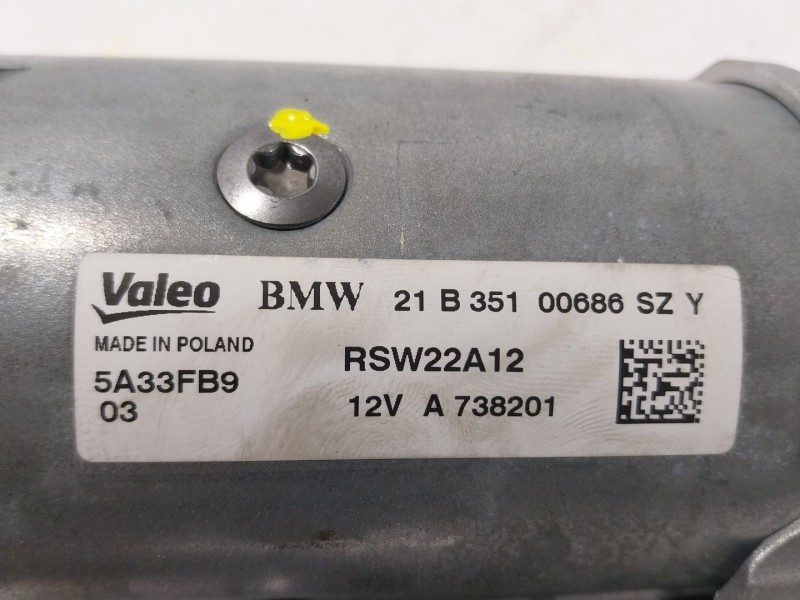 Valeo BMW 21 B 351 00686 SZ Y
MADE IN POLAND RSW22A12
5A33FB9
03 12V A 738201